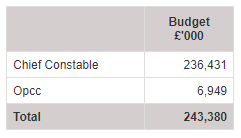 Budget
£'000
Chief Constable 236,431
Opcc 6,949
Total 243,380